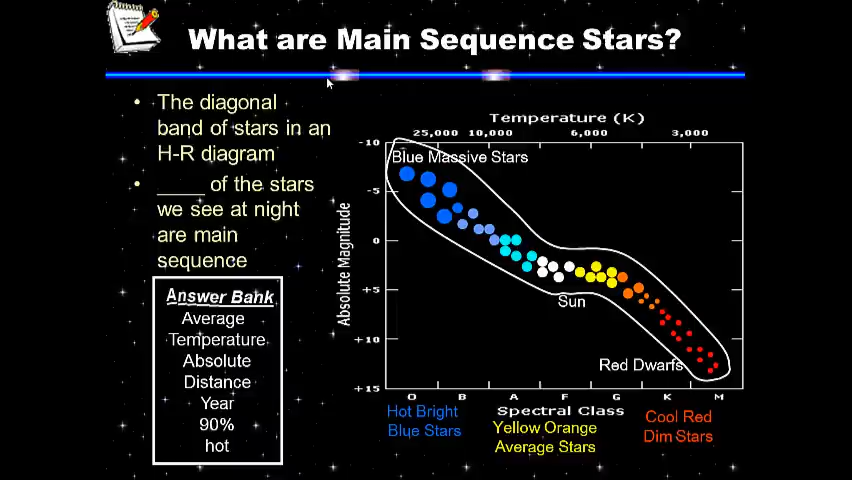 What are Main Sequence Stars?
• The diagonal
band of stars in an
H-R diagram
• ____ of the stars
we see at night
are main
sequence
Answer Bank
Average
Temperature
Absolute
Distance
Year
90%
hot
Temperature (K)
25,000 10,000 6,000 3,000
-10
-5
0
+5
+10
+15
Absolute Magnitude
Blue Massive Stars
Sun
Red Dwarfs
O B A F G K M
Spectral Class
Hot Bright
Blue Stars
Yellow Orange
Average Stars
Cool Red
Dim Stars